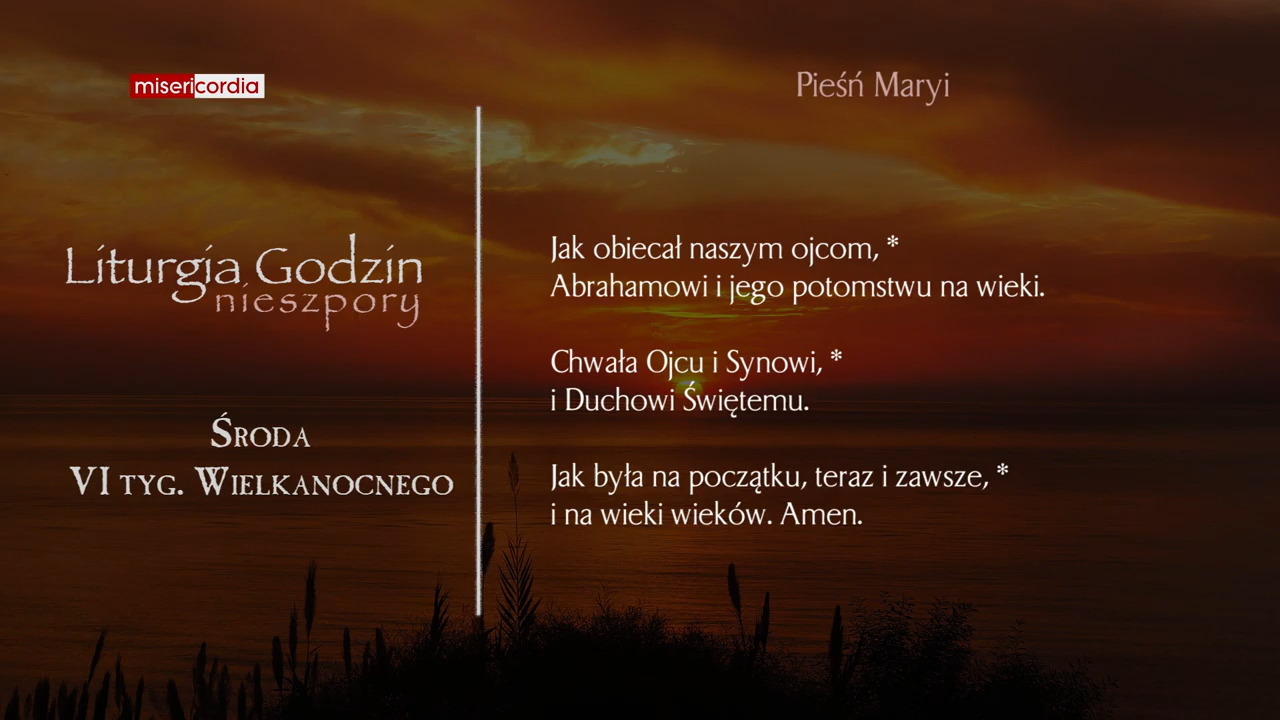 misericordia
Pieśń Maryi
Liturgia Godzin
nieszpory
Środa
VI tyg. Wielkanocnego
Jak obiecał naszym ojcom, *
Abrahamowi i jego potomstwu na wieki.
Chwała Ojcu i Synowi, *
i Duchowi Świętemu.
Jak była na początku, teraz i zawsze, *
i na wieki wieków. Amen.